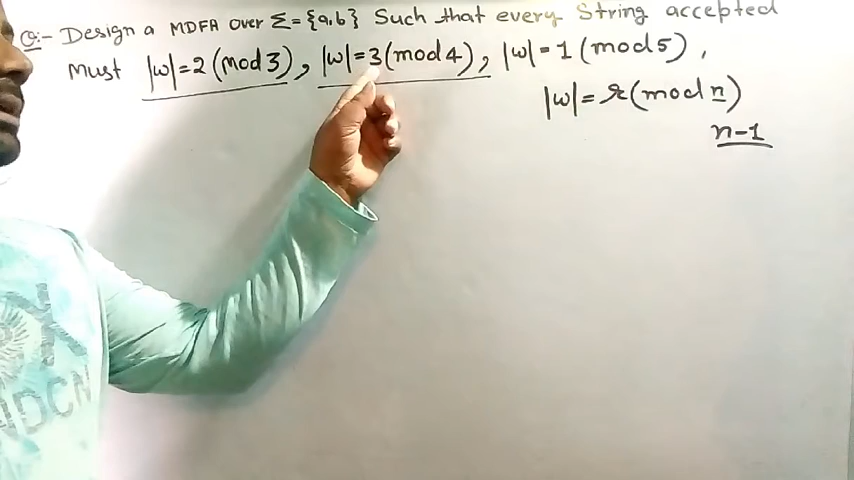 Q:- Design a MDFA over Σ = {a,b} Such that every String accepted
Must |w|=2 (mod 3), |w|=3(mod 4), |w|=1 (mod 5),
|w|=r(mod n)
n-1